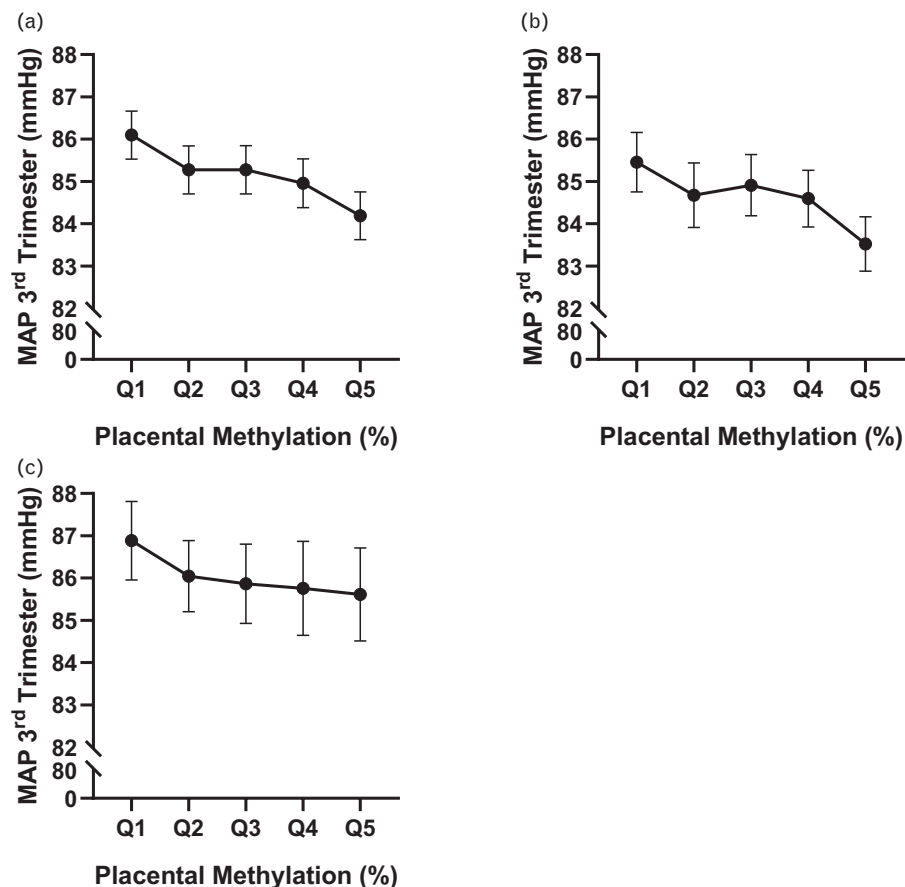 (a)
MAP 3rd Trimester (mmHg)
88
87
86
85
84
83
82
80
0
Q1 Q2 Q3 Q4 Q5
Placental Methylation (%)
(b)
MAP 3rd Trimester (mmHg)
88
87
86
85
84
83
82
80
0
Q1 Q2 Q3 Q4 Q5
Placental Methylation (%)
(c)
MAP 3rd Trimester (mmHg)
88
87
86
85
84
83
82
80
0
Q1 Q2 Q3 Q4 Q5
Placental Methylation (%)